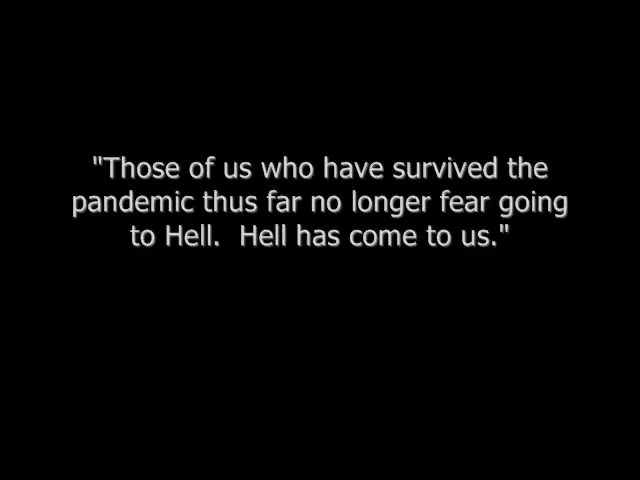 "Those of us who have survived the
pandemic thus far no longer fear going
to Hell.  Hell has come to us."